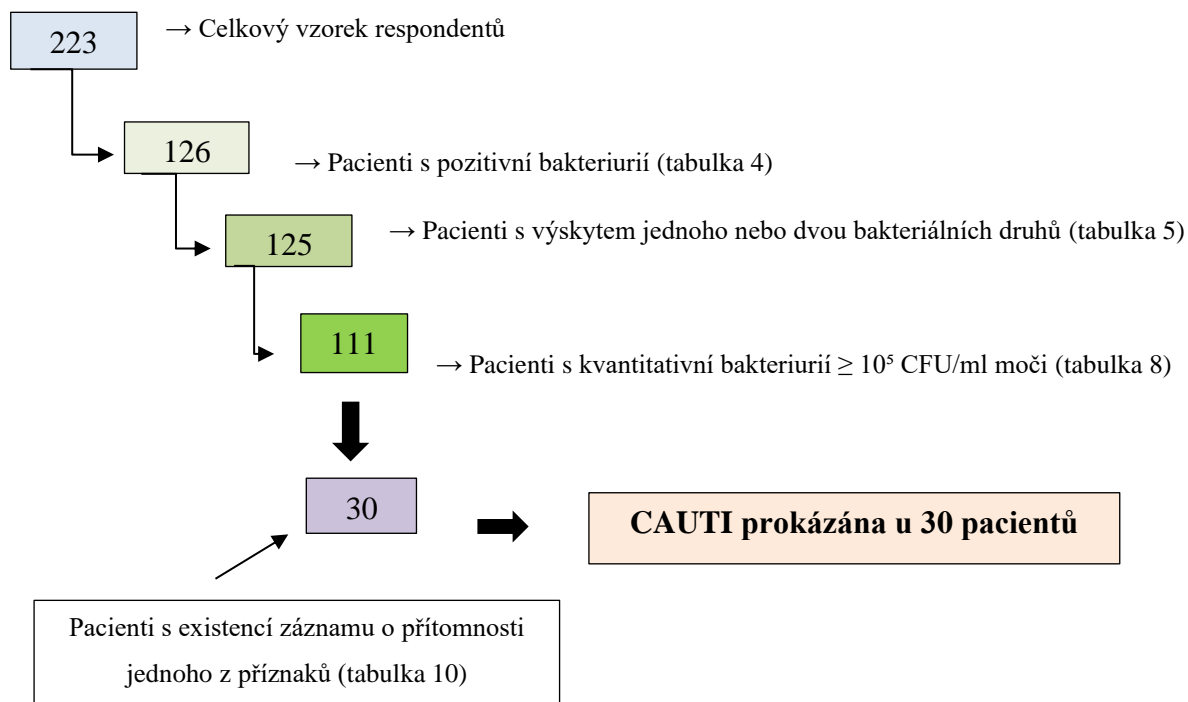 223
→ Celkový vzorek respondentů
126
→ Pacienti s pozitivní bakteriurií (tabulka 4)
125
→ Pacienti s výskytem jednoho nebo dvou bakteriálních druhů (tabulka 5)
111
→ Pacienti s kvantitativní bakteriurií ≥ 10⁵ CFU/ml moči (tabulka 8)
30
CAUTI prokázána u 30 pacientů
Pacienti s existencí záznamu o přítomnosti
jednoho z příznaků (tabulka 10)